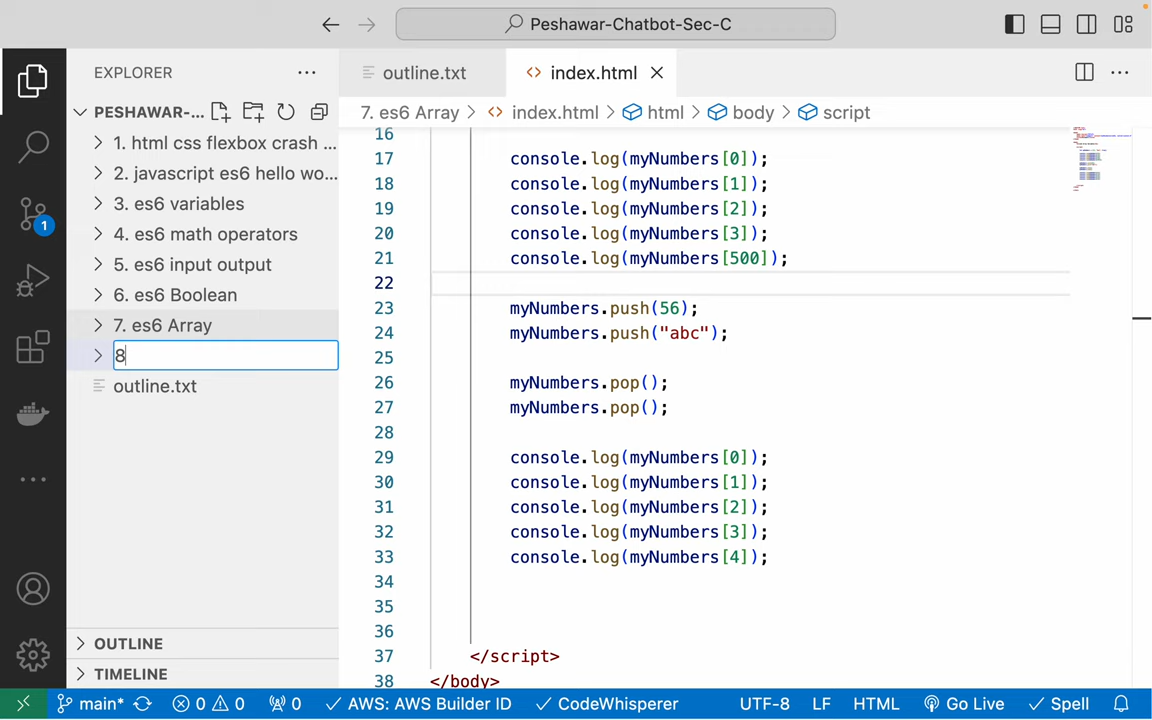 Peshawar-Chatbot-Sec-C
EXPLORER
PESHAWAR-...
1. html css flexbox crash ...
2. javascript es6 hello wo...
3. es6 variables
4. es6 math operators
5. es6 input output
6. es6 Boolean
7. es6 Array
8
outline.txt
OUTLINE
TIMELINE
1
outline.txt
index.html
7. es6 Array > index.html > html > body > script
16
17 console.log(myNumbers[0]);
18 console.log(myNumbers[1]);
19 console.log(myNumbers[2]);
20 console.log(myNumbers[3]);
21 console.log(myNumbers[500]);
22
23 myNumbers.push(56);
24 myNumbers.push("abc");
25
26 myNumbers.pop();
27 myNumbers.pop();
28
29 console.log(myNumbers[0]);
30 console.log(myNumbers[1]);
31 console.log(myNumbers[2]);
32 console.log(myNumbers[3]);
33 console.log(myNumbers[4]);
34
35
36
37 </script>
38 </body>
main* 0 0 0 AWS: AWS Builder ID CodeWhisperer UTF-8 LF HTML Go Live Spell